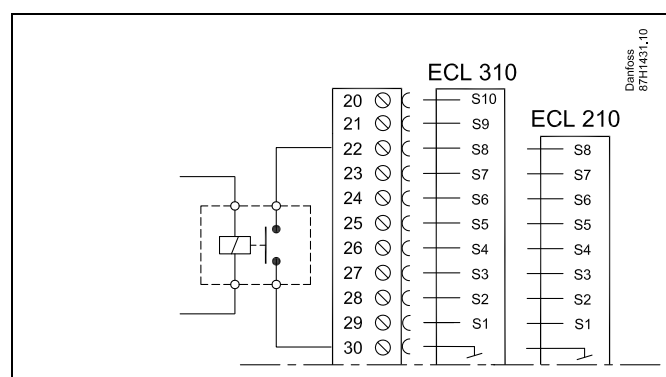 Danfoss
87H1431.10
ECL 310
ECL 210
20 S10
21 S9
22 S8 S8
23 S7 S7
24 S6 S6
25 S5 S5
26 S4 S4
27 S3 S3
28 S2 S2
29 S1 S1
30